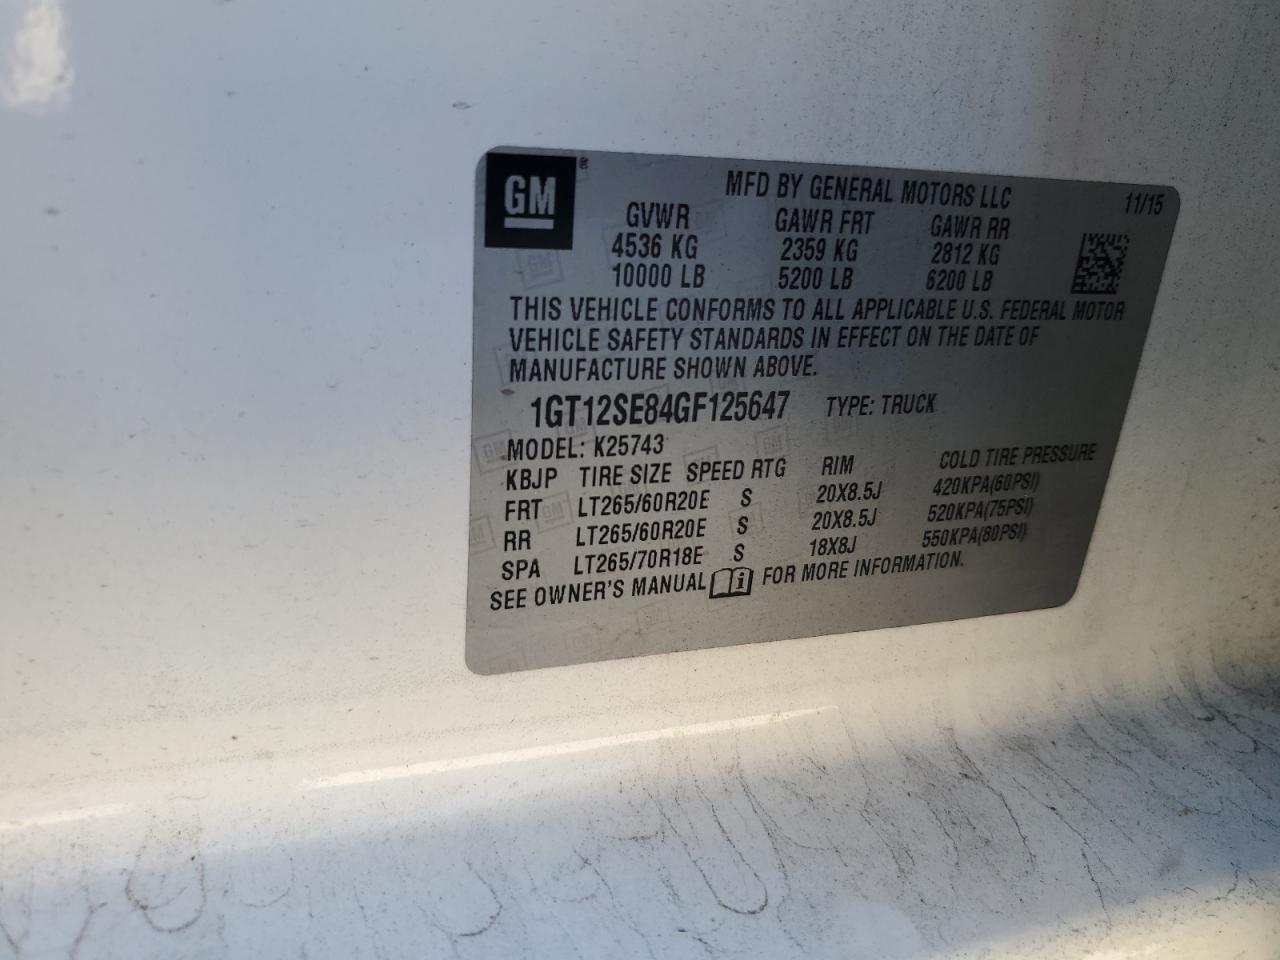 GM
MFD BY GENERAL MOTORS LLC 11/15
GVWR GAWR FRT GAWR RR
4536 KG 2359 KG 2812 KG
10000 LB 5200 LB 6200 LB
THIS VEHICLE CONFORMS TO ALL APPLICABLE U.S. FEDERAL MOTOR
VEHICLE SAFETY STANDARDS IN EFFECT ON THE DATE OF
MANUFACTURE SHOWN ABOVE.
1GT12SE84GF125647 TYPE: TRUCK
MODEL: K25743
KBJP TIRE SIZE SPEED RTG RIM COLD TIRE PRESSURE
FRT LT265/60R20E S 20X8.5J 420KPA(60PSI)
RR LT265/60R20E S 20X8.5J 520KPA(75PSI)
SPA LT265/70R18E S 18X8J 550KPA(80PSI)
SEE OWNER'S MANUAL FOR MORE INFORMATION.